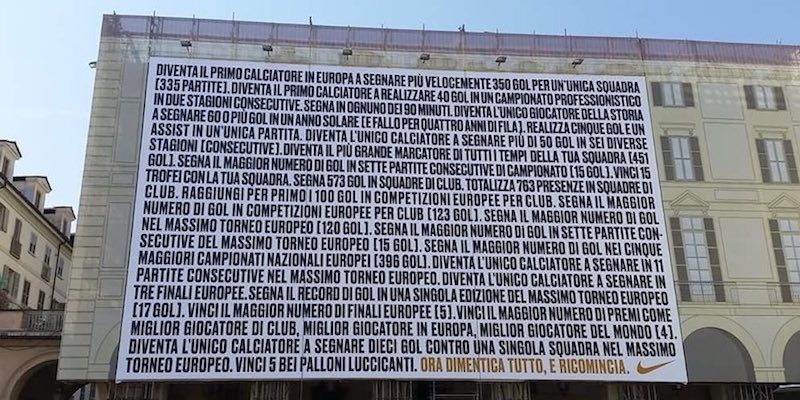 DIVENTA IL PRIMO CALCIATORE IN EUROPA A SEGNARE PIÙ VELOCEMENTE 350 GOL PER UN'UNICA SQUADRA
[335 PARTITE]. DIVENTA IL PRIMO CALCIATORE A REALIZZARE 40 GOL IN UN CAMPIONATO PROFESSIONISTICO
IN DUE STAGIONI CONSECUTIVE. SEGNA IN OGNUNO DEI 90 MINUTI. DIVENTA L'UNICO GIOCATORE DELLA STORIA
A SEGNARE 60 O PIÙ GOL IN UN ANNO SOLARE [E FALLO PER QUATTRO ANNI DI FILA]. REALIZZA CINQUE GOL E UN
ASSIST IN UN'UNICA PARTITA. DIVENTA L'UNICO CALCIATORE A SEGNARE PIÙ DI 50 GOL IN SEI DIVERSE
STAGIONI [CONSECUTIVE]. DIVENTA IL PIÙ GRANDE MARCATORE DI TUTTI I TEMPI DELLA TUA SQUADRA [451
GOL]. SEGNA IL MAGGIOR NUMERO DI GOL IN SETTE PARTITE CONSECUTIVE DI CAMPIONATO [15 GOL]. VINCI 15
TROFEI CON LA TUA SQUADRA. SEGNA 573 GOL IN SQUADRE DI CLUB. TOTALIZZA 763 PRESENZE IN SQUADRE DI
CLUB. RAGGIUNGI PER PRIMO I 100 GOL IN COMPETIZIONI EUROPEE PER CLUB. SEGNA IL MAGGIOR
NUMERO DI GOL IN COMPETIZIONI EUROPEE PER CLUB [123 GOL]. SEGNA IL MAGGIOR NUMERO DI GOL
NEL MASSIMO TORNEO EUROPEO [120 GOL]. SEGNA IL MAGGIOR NUMERO DI GOL IN SETTE PARTITE CON-
SECUTIVE DEL MASSIMO TORNEO EUROPEO [15 GOL]. SEGNA IL MAGGIOR NUMERO DI GOL NEI CINQUE
MAGGIORI CAMPIONATI NAZIONALI EUROPEI [396 GOL]. DIVENTA L'UNICO CALCIATORE A SEGNARE IN 11
PARTITE CONSECUTIVE NEL MASSIMO TORNEO EUROPEO. DIVENTA L'UNICO CALCIATORE A SEGNARE IN
TRE FINALI EUROPEE. SEGNA IL RECORD DI GOL IN UNA SINGOLA EDIZIONE DEL MASSIMO TORNEO EUROPEO
[17 GOL]. VINCI IL MAGGIOR NUMERO DI FINALI EUROPEE [5]. VINCI IL MAGGIOR NUMERO DI PREMI COME
MIGLIOR GIOCATORE DI CLUB, MIGLIOR GIOCATORE IN EUROPA, MIGLIOR GIOCATORE DEL MONDO [4].
DIVENTA L'UNICO CALCIATORE A SEGNARE DIECI GOL CONTRO UNA SINGOLA SQUADRA NEL MASSIMO
TORNEO EUROPEO. VINCI 5 BEI PALLONI LUCCICANTI. ORA DIMENTICA TUTTO, E RICOMINCIA.